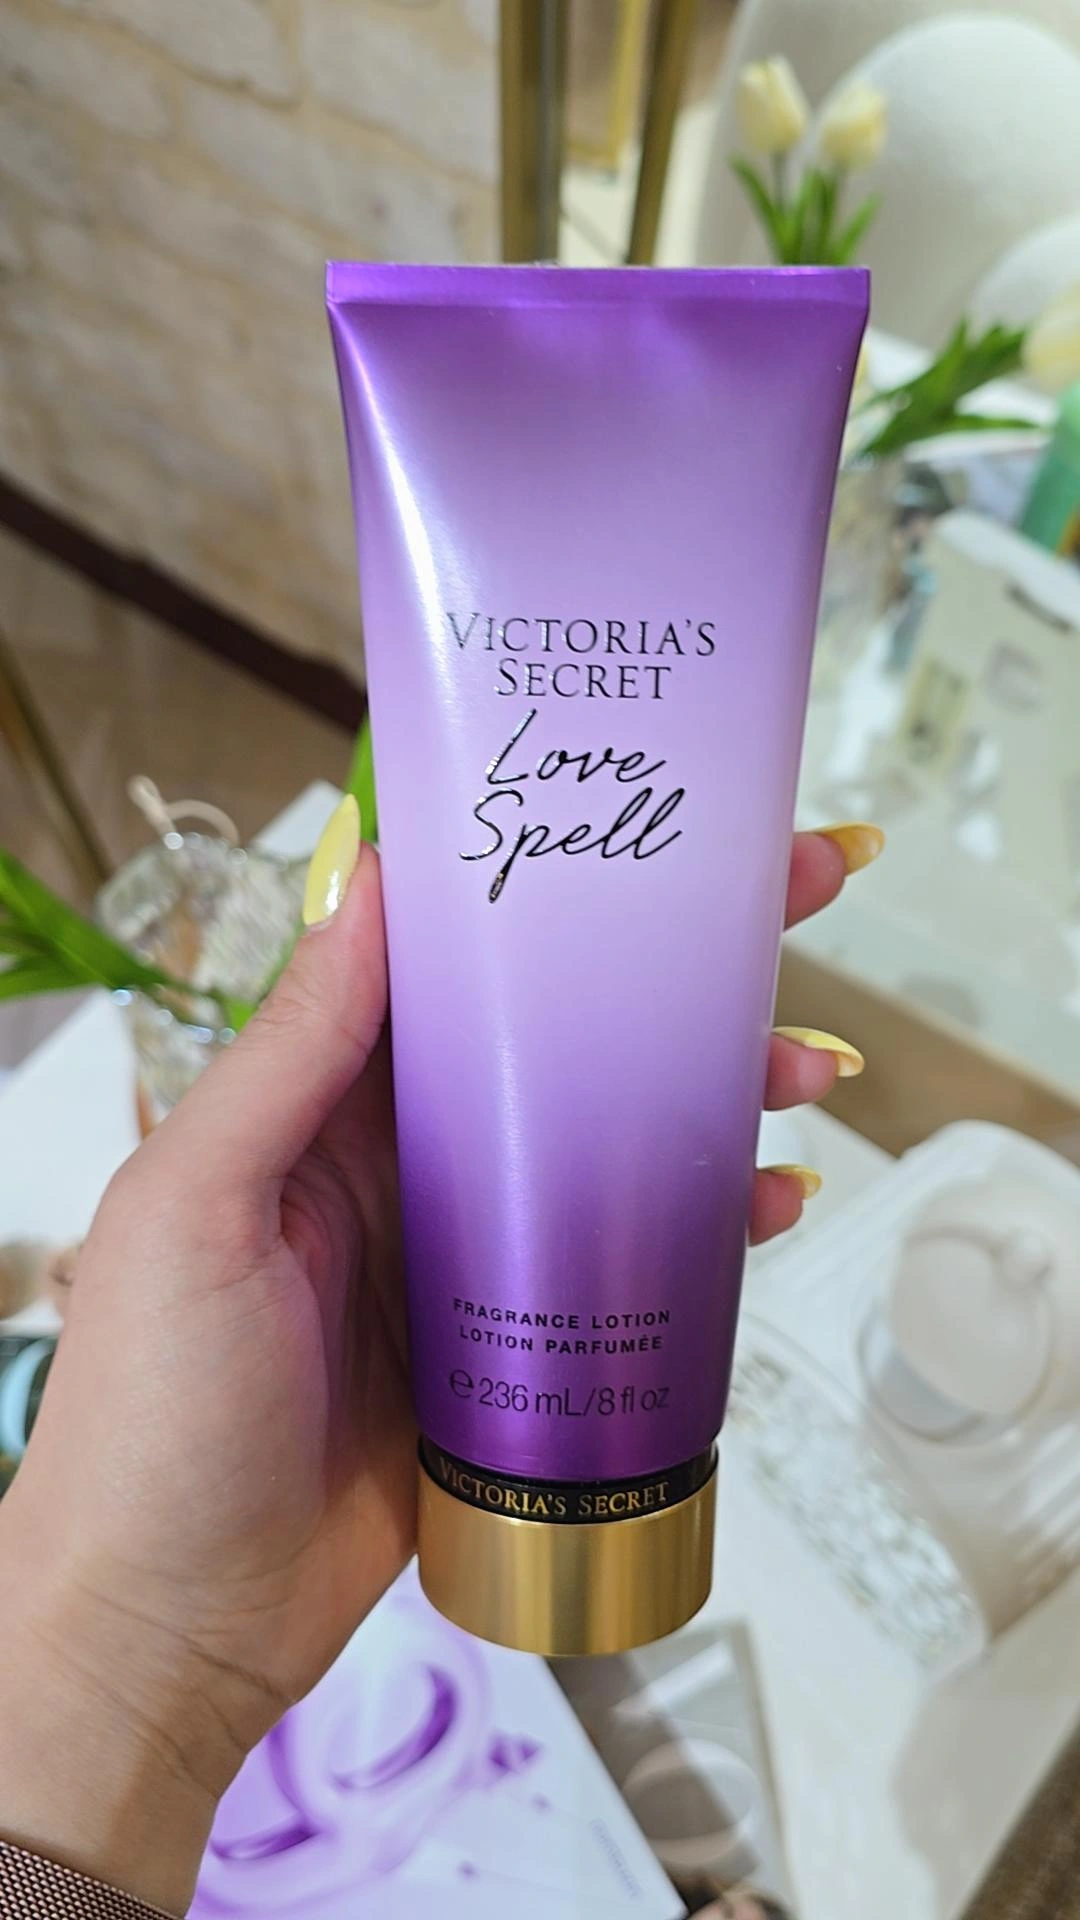 VICTORIA'S
SECRET
Love
Spell
FRAGRANCE LOTION
LOTION PARFUMÉE
℮ 236 mL/8 fl oz
VICTORIA'S SECRET